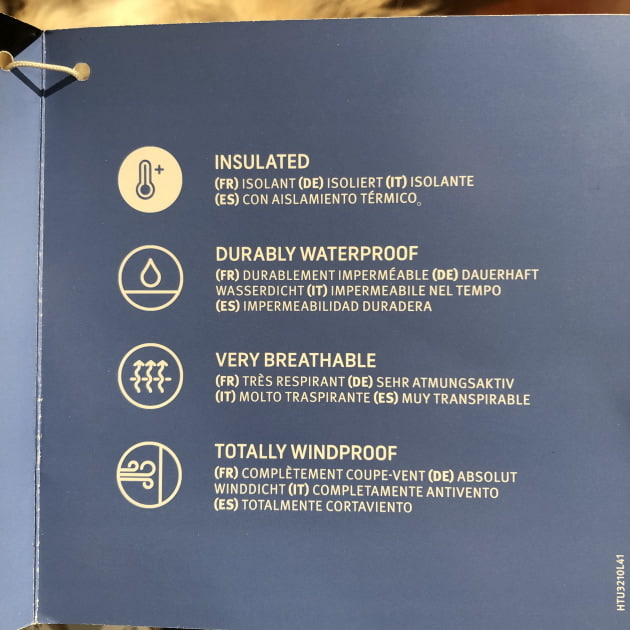 INSULATED
(FR) ISOLANT (DE) ISOLIERT (IT) ISOLANTE
(ES) CON AISLAMIENTO TÉRMICO。
DURABLY WATERPROOF
(FR) DURABLEMENT IMPERMÉABLE (DE) DAUERHAFT
WASSERDICHT (IT) IMPERMEABILE NEL TEMPO
(ES) IMPERMEABILIDAD DURADERA
VERY BREATHABLE
(FR) TRÈS RESPIRANT (DE) SEHR ATMUNGSAKTIV
(IT) MOLTO TRASPIRANTE (ES) MUY TRANSPIRABLE
TOTALLY WINDPROOF
(FR) COMPLÈTEMENT COUPE-VENT (DE) ABSOLUT
WINDDICHT (IT) COMPLETAMENTE ANTIVENTO
(ES) TOTALMENTE CORTAVIENTO
HTU3210L41